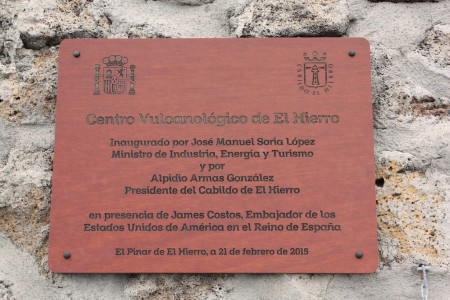 Centro Vulcanológico de El Hierro
Inaugurado por José Manuel Soria López
Ministro de Industria, Energía y Turismo
y por
Alpidio Armas González
Presidente del Cabildo de El Hierro
en presencia de James Costos, Embajador de los
Estados Unidos de América en el Reino de España
El Pinar de El Hierro, a 21 de febrero de 2015